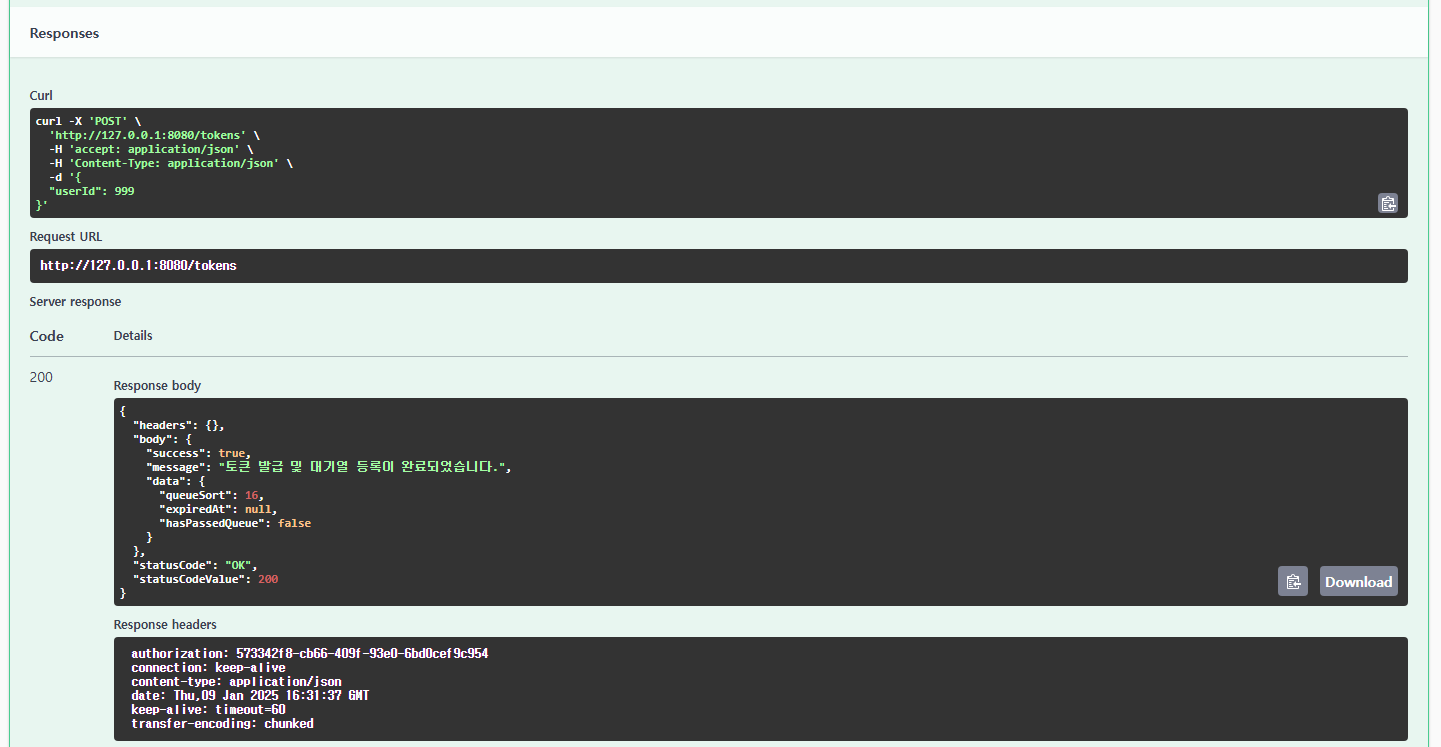 Responses
Curl
curl -X 'POST' \
  'http://127.0.0.1:8080/tokens' \
  -H 'accept: application/json' \
  -H 'Content-Type: application/json' \
  -d '{
  "userId": 999
}'
Request URL
http://127.0.0.1:8080/tokens
Server response
Code Details
200
Response body
{
  "headers": {},
  "body": {
    "success": true,
    "message": "토큰 발급 및 대기열 등록이 완료되었습니다.",
    "data": {
      "queueSort": 16,
      "expiredAt": null,
      "hasPassedQueue": false
    }
  },
  "statusCode": "OK",
  "statusCodeValue": 200
}
Download
Response headers
authorization: 573342f8-cb66-409f-93e0-6bd0cef9c954
connection: keep-alive
content-type: application/json
date: Thu,09 Jan 2025 16:31:37 GMT
keep-alive: timeout=60
transfer-encoding: chunked